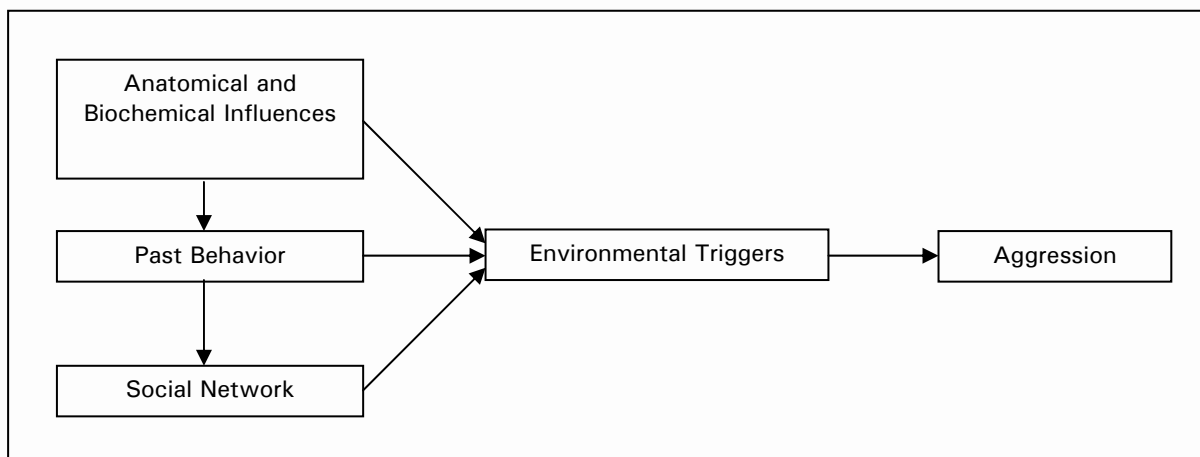 Anatomical and
Biochemical Influences
Past Behavior
Environmental Triggers
Aggression
Social Network